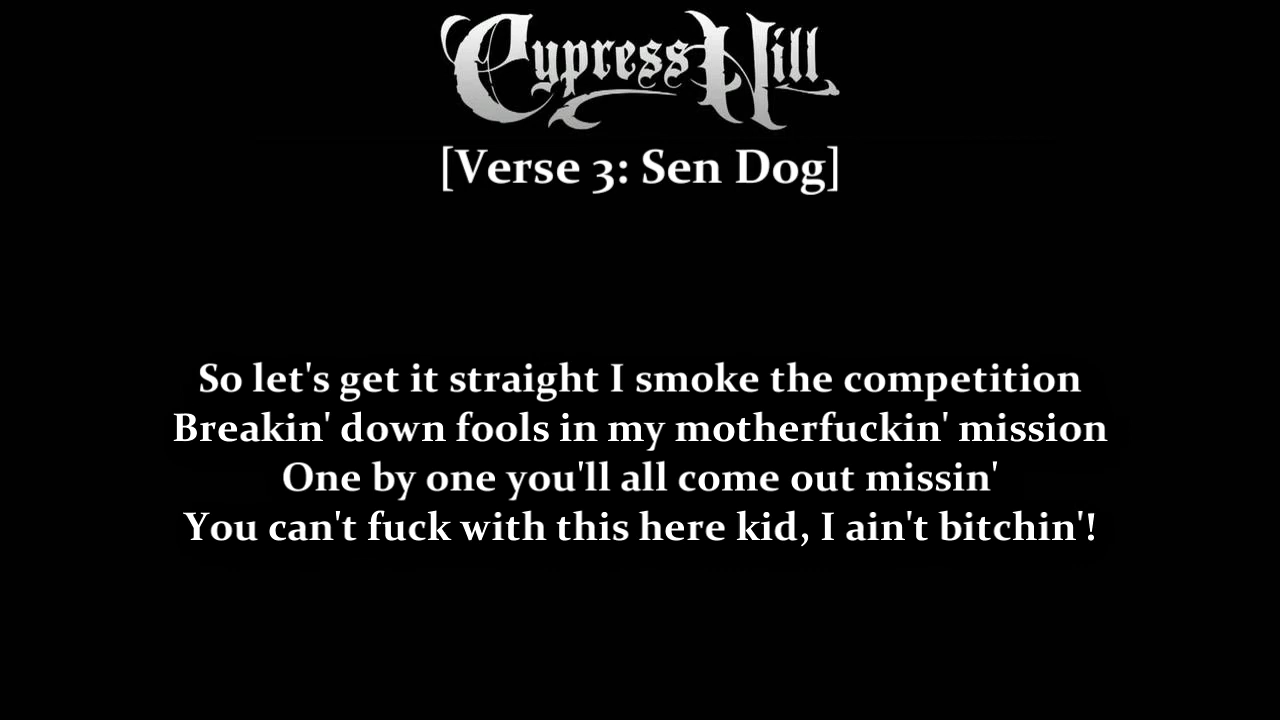 Cypress Hill
[Verse 3: Sen Dog]
So let's get it straight I smoke the competition
Breakin' down fools in my motherfuckin' mission
One by one you'll all come out missin'
You can't fuck with this here kid, I ain't bitchin'!